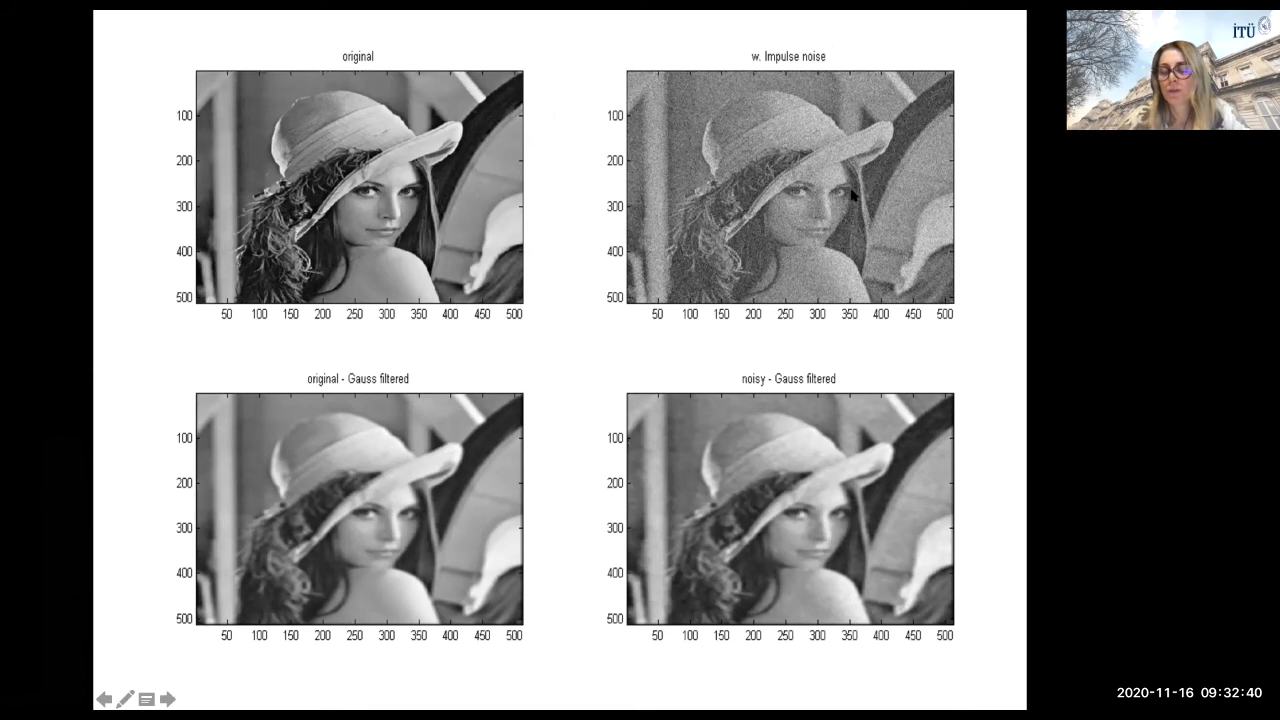 original
w. Impulse noise
İTÜ
100
200
300
400
500
50 100 150 200 250 300 350 400 450 500
100
200
300
400
500
50 100 150 200 250 300 350 400 450 500
original - Gauss filtered
noisy - Gauss filtered
100
200
300
400
500
50 100 150 200 250 300 350 400 450 500
100
200
300
400
500
50 100 150 200 250 300 350 400 450 500
2020-11-16 09:32:40